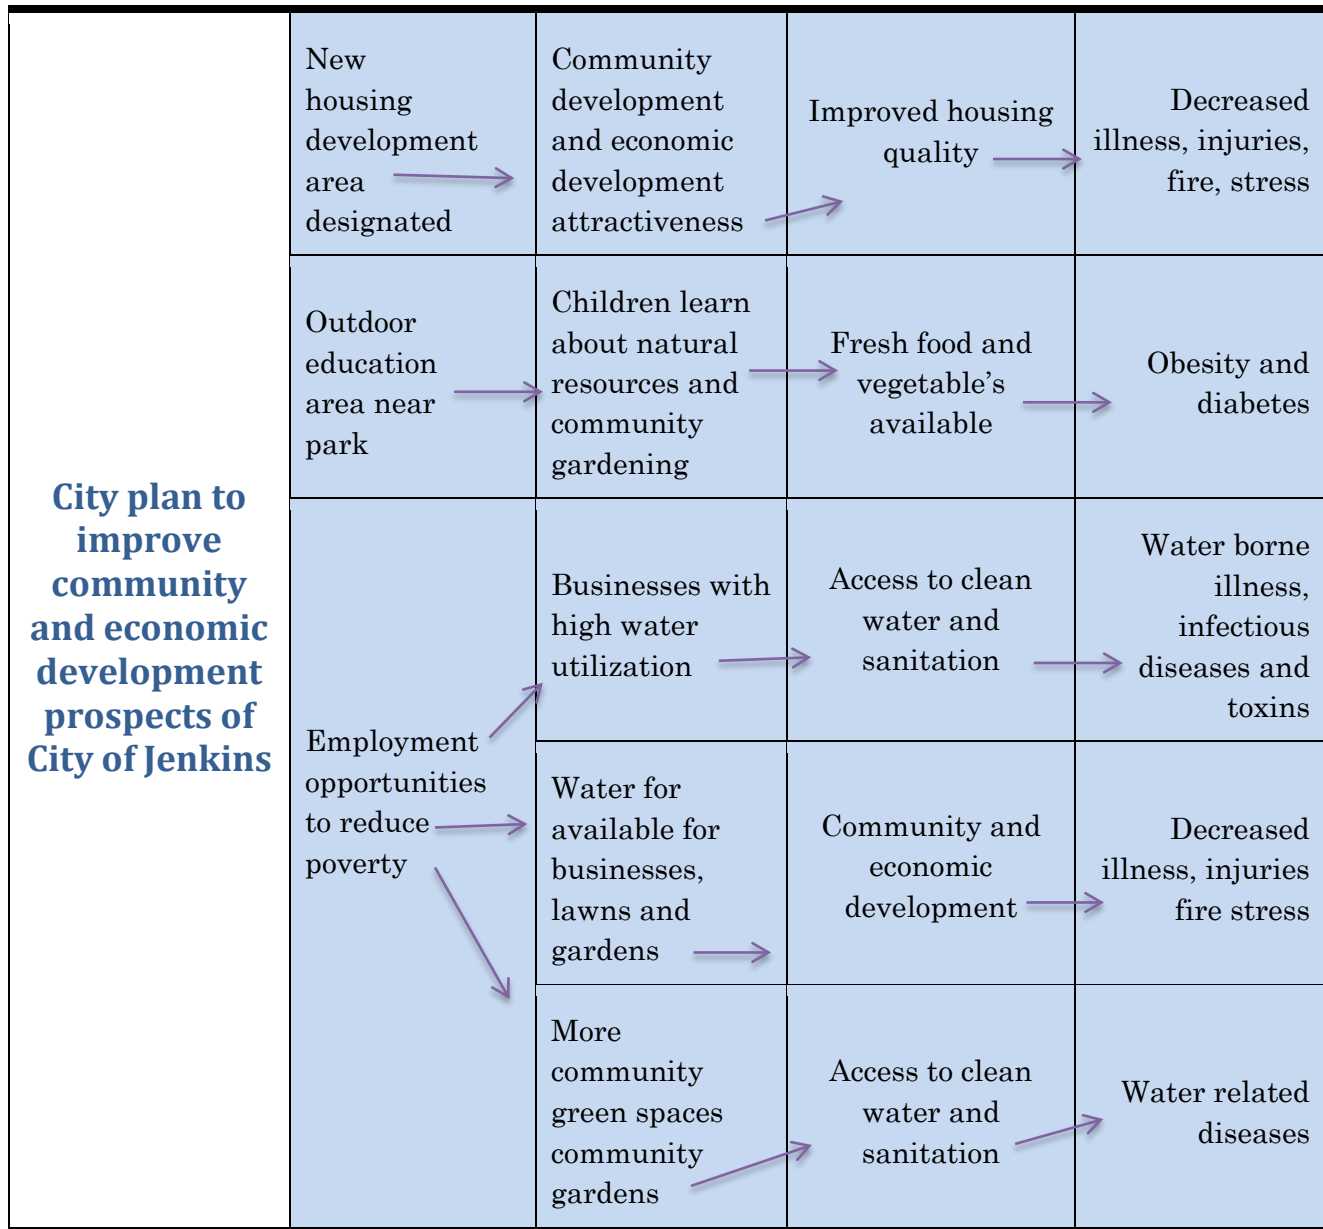 City plan to
improve
community
and economic
development
prospects of
City of Jenkins
New
housing
development
area
designated
Community
development
and economic
development
attractiveness
Improved housing
quality
Decreased
illness, injuries,
fire, stress
Outdoor
education
area near
park
Children learn
about natural
resources and
community
gardening
Fresh food and
vegetable’s
available
Obesity and
diabetes
Employment
opportunities
to reduce
poverty
Businesses with
high water
utilization
Access to clean
water and
sanitation
Water borne
illness,
infectious
diseases and
toxins
Water for
available for
businesses,
lawns and
gardens
Community and
economic
development
Decreased
illness, injuries
fire stress
More
community
green spaces
community
gardens
Access to clean
water and
sanitation
Water related
diseases